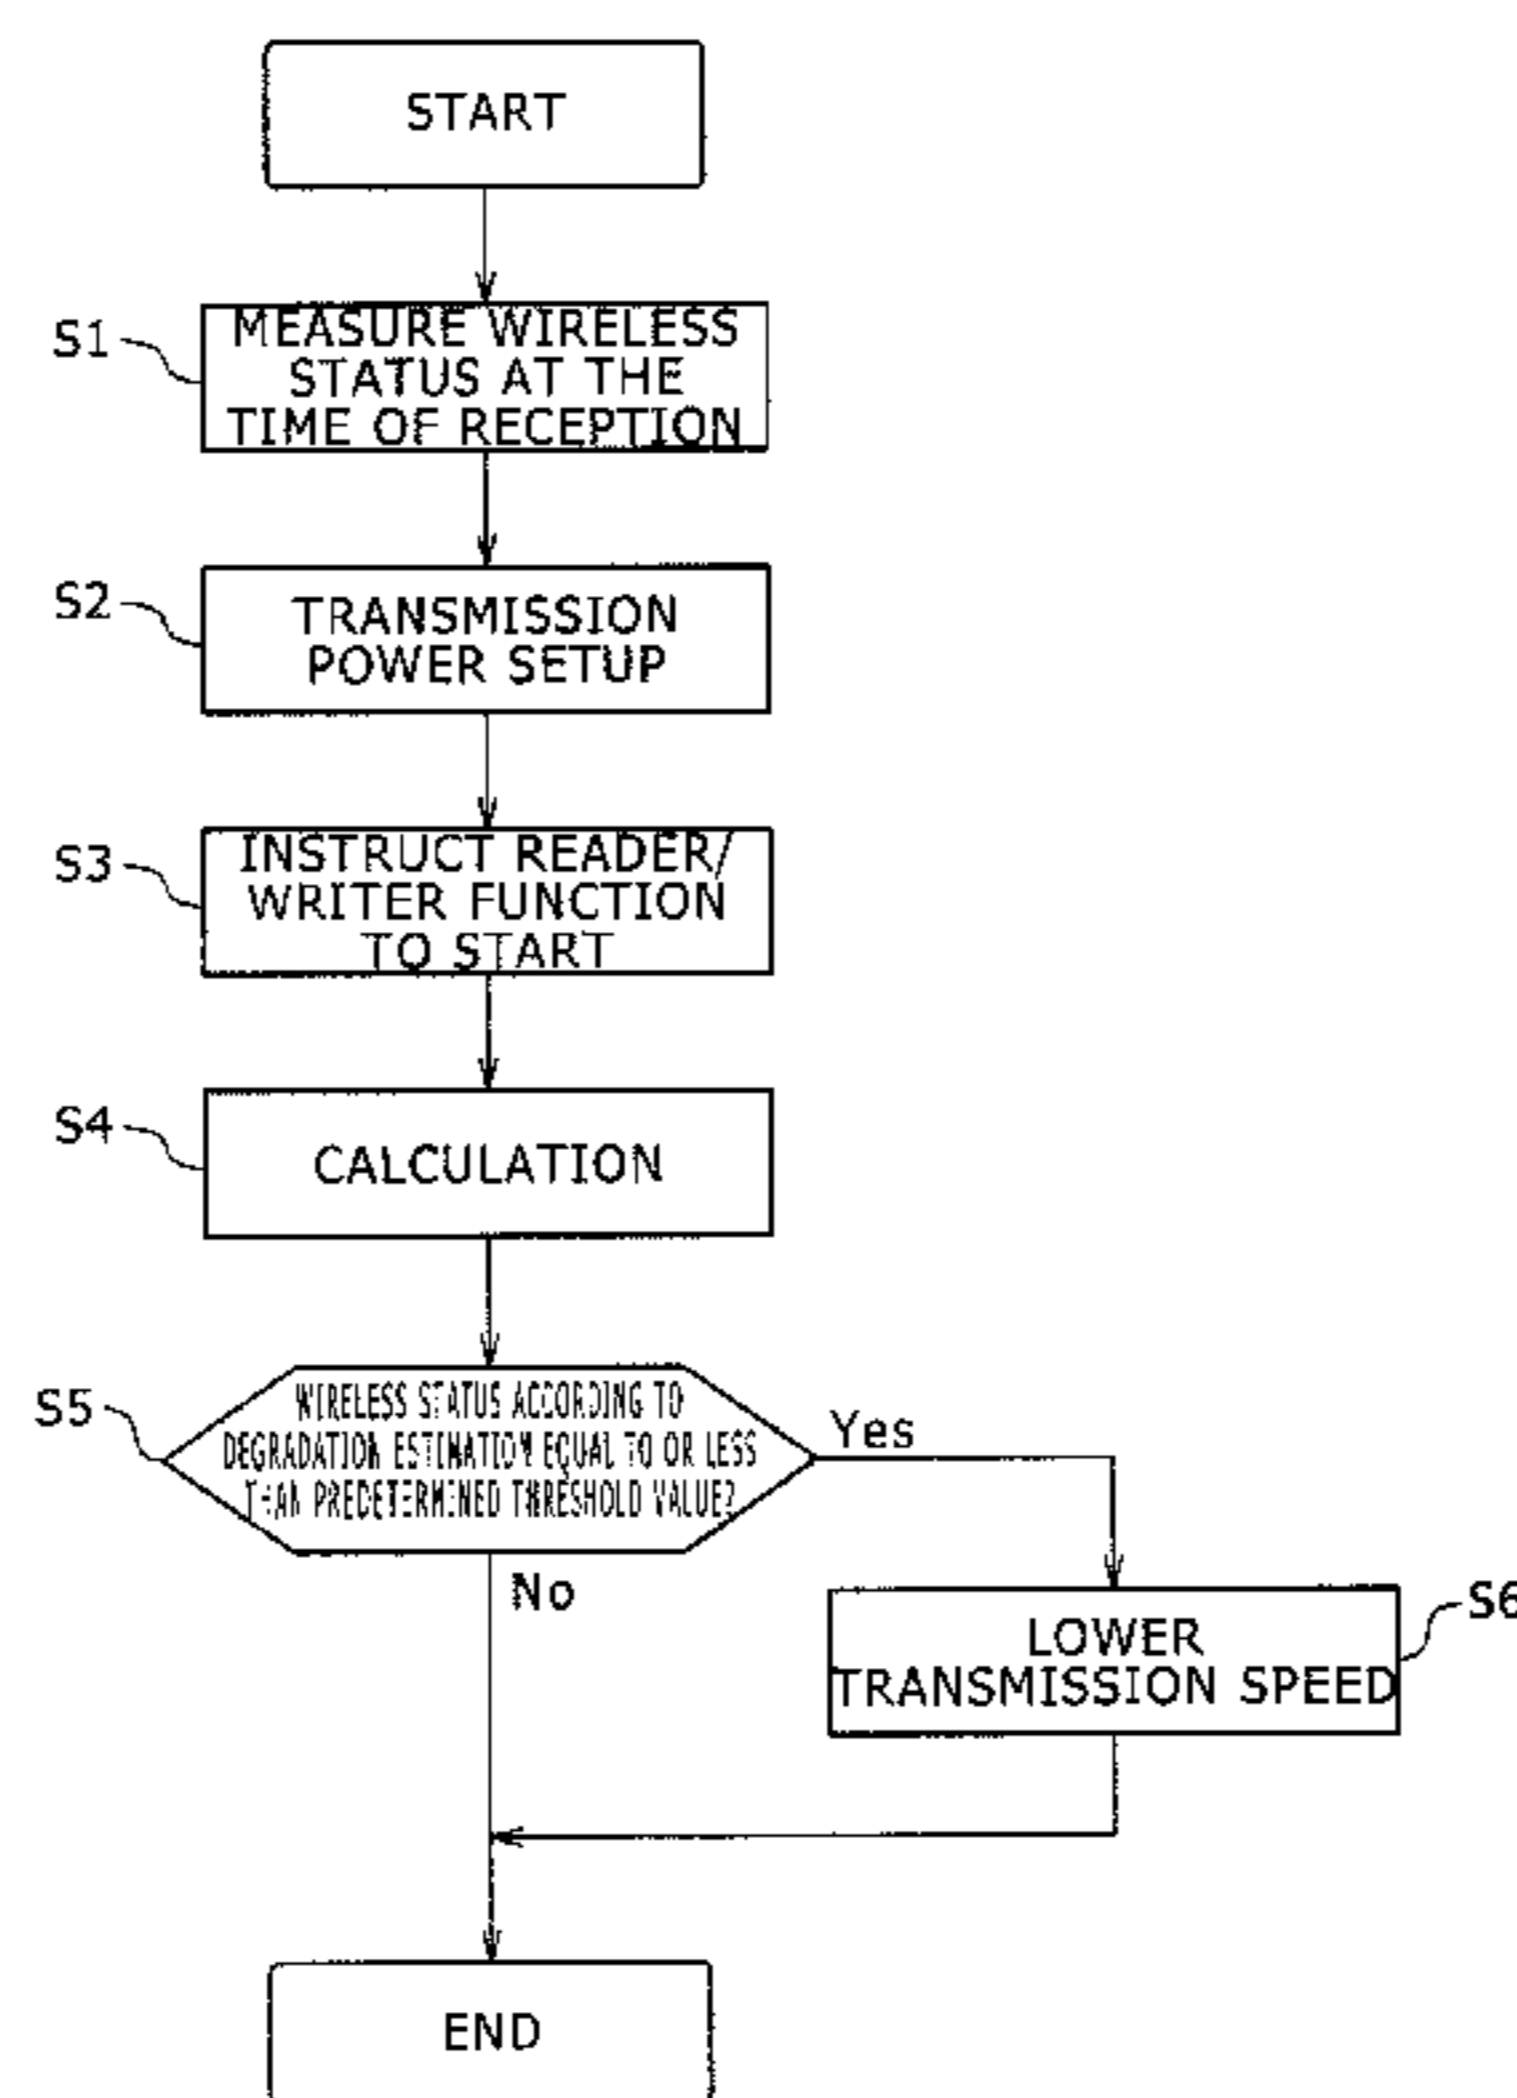 START
S1
MEASURE WIRELESS
STATUS AT THE
TIME OF RECEPTION
S2
TRANSMISSION
POWER SETUP
S3
INSTRUCT READER/
WRITER FUNCTION
TO START
S4
CALCULATION
S5
WIRELESS STATUS ACCORDING TO
DEGRADATION ESTIMATION EQUAL TO OR LESS
THAN PREDETERMINED THRESHOLD VALUE?
Yes
No
S6
LOWER
TRANSMISSION SPEED
END